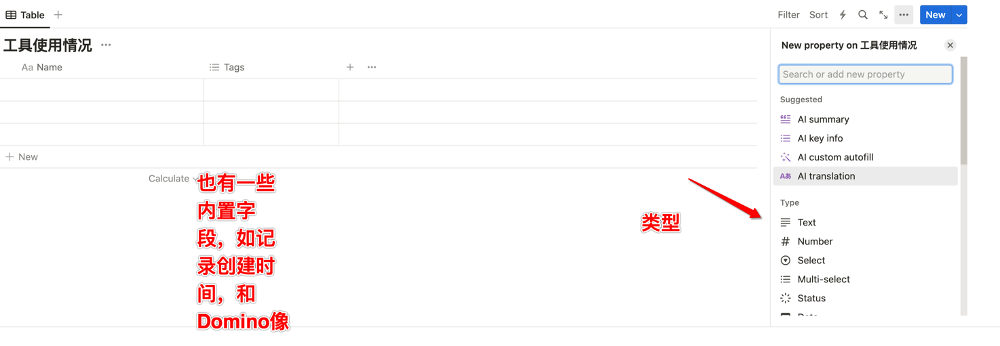 Table
Filter Sort New
工具使用情况
New property on 工具使用情况
Aa Name
Tags
Search or add new property
Suggested
AI summary
AI key info
AI custom autofill
AI translation
New
Calculate
也有一些
内置字
段，如记
录创建时
间，和
Domino像
类型
Type
Text
Number
Select
Multi-select
Status